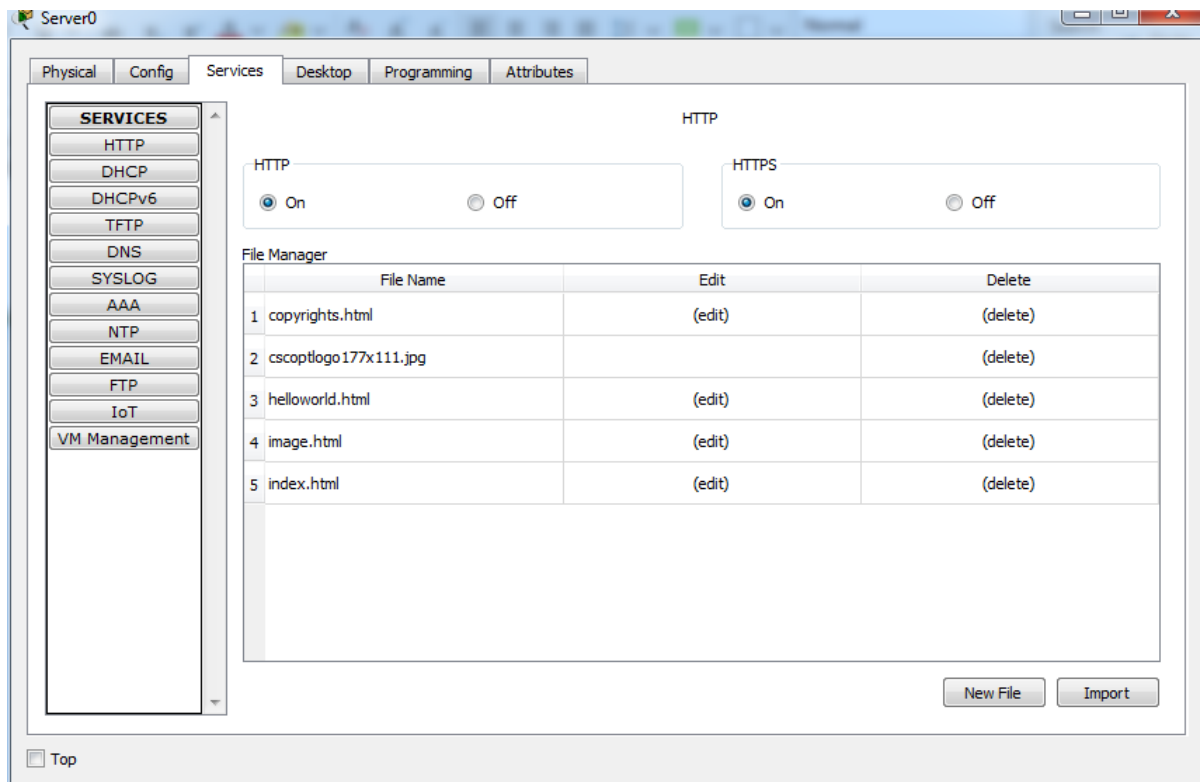 Server0
Normal
Physical Config Services Desktop Programming Attributes
SERVICES
HTTP
DHCP
DHCPv6
TFTP
DNS
SYSLOG
AAA
NTP
EMAIL
FTP
IoT
VM Management
HTTP
HTTP
On Off
HTTPS
On Off
File Manager
File Name Edit Delete
1 copyrights.html (edit) (delete)
2 cscoptlogo177x111.jpg (delete)
3 helloworld.html (edit) (delete)
4 image.html (edit) (delete)
5 index.html (edit) (delete)
New File Import
Top